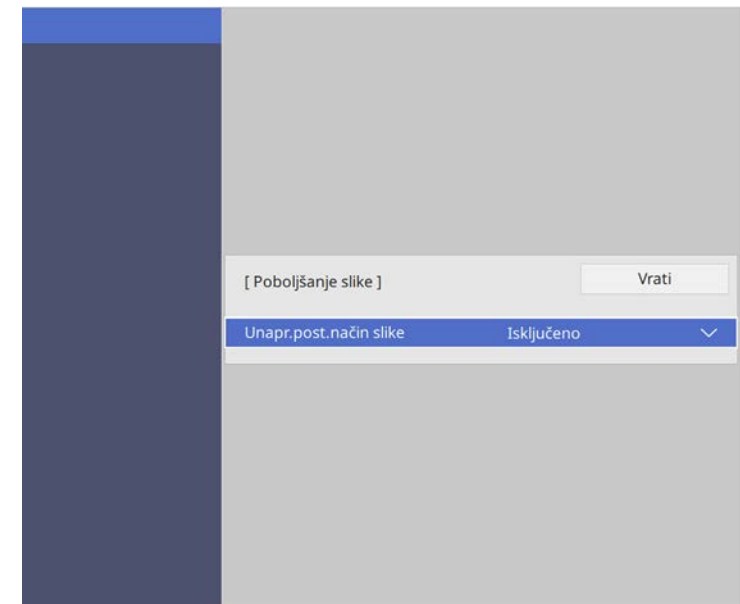 [ Poboljšanje slike ]
Vrati
Unapr.post.način slike
Isključeno